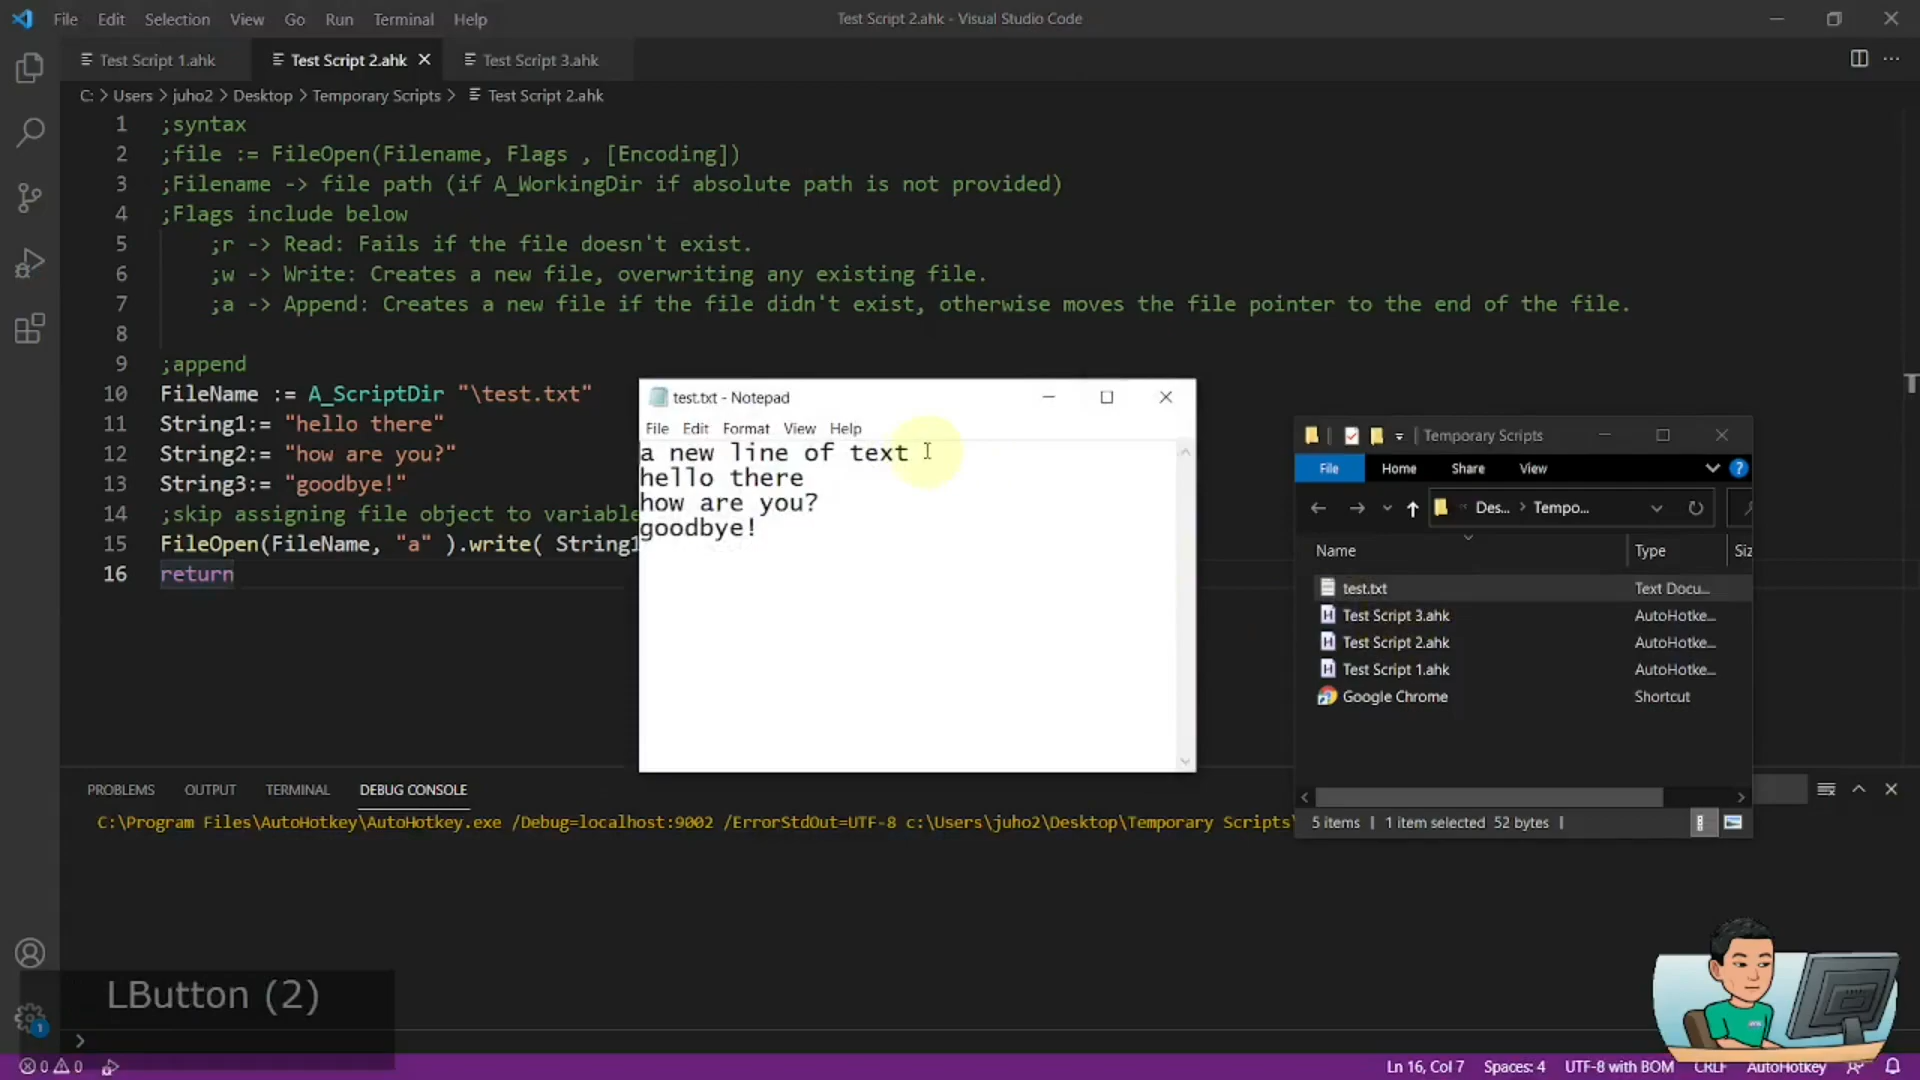 File Edit Selection View Go Run Terminal Help
Test Script 2.ahk - Visual Studio Code
Test Script 1.ahk
Test Script 2.ahk
Test Script 3.ahk
C: > Users > juho2 > Desktop > Temporary Scripts > Test Script 2.ahk
1 ;syntax
2 ;file := FileOpen(Filename, Flags , [Encoding])
3 ;Filename -> file path (if A_WorkingDir if absolute path is not provided)
4 ;Flags include below
5 ;r -> Read: Fails if the file doesn't exist.
6 ;w -> Write: Creates a new file, overwriting any existing file.
7 ;a -> Append: Creates a new file if the file didn't exist, otherwise moves the file pointer to the end of the file.
8
9 ;append
10 FileName := A_ScriptDir "\test.txt"
11 String1:= "hello there"
12 String2:= "how are you?"
13 String3:= "goodbye!"
14 ;skip assigning file object to variable
15 FileOpen(FileName, "a" ).write( String1
16 return
test.txt - Notepad
File Edit Format View Help
a new line of text
hello there
how are you?
goodbye!
Temporary Scripts
File Home Share View
Des... > Tempo...
Name Type Siz
test.txt Text Docu...
Test Script 3.ahk AutoHotke...
Test Script 2.ahk AutoHotke...
Test Script 1.ahk AutoHotke...
Google Chrome Shortcut
5 items | 1 item selected 52 bytes |
PROBLEMS OUTPUT TERMINAL DEBUG CONSOLE
C:\Program Files\AutoHotkey\AutoHotkey.exe /Debug=localhost:9002 /ErrorStdOut=UTF-8 c:\Users\juho2\Desktop\Temporary Scripts\
LButton (2)
1
0 0
Ln 16, Col 7 Spaces: 4 UTF-8 with BOM CRLF AutoHotkey